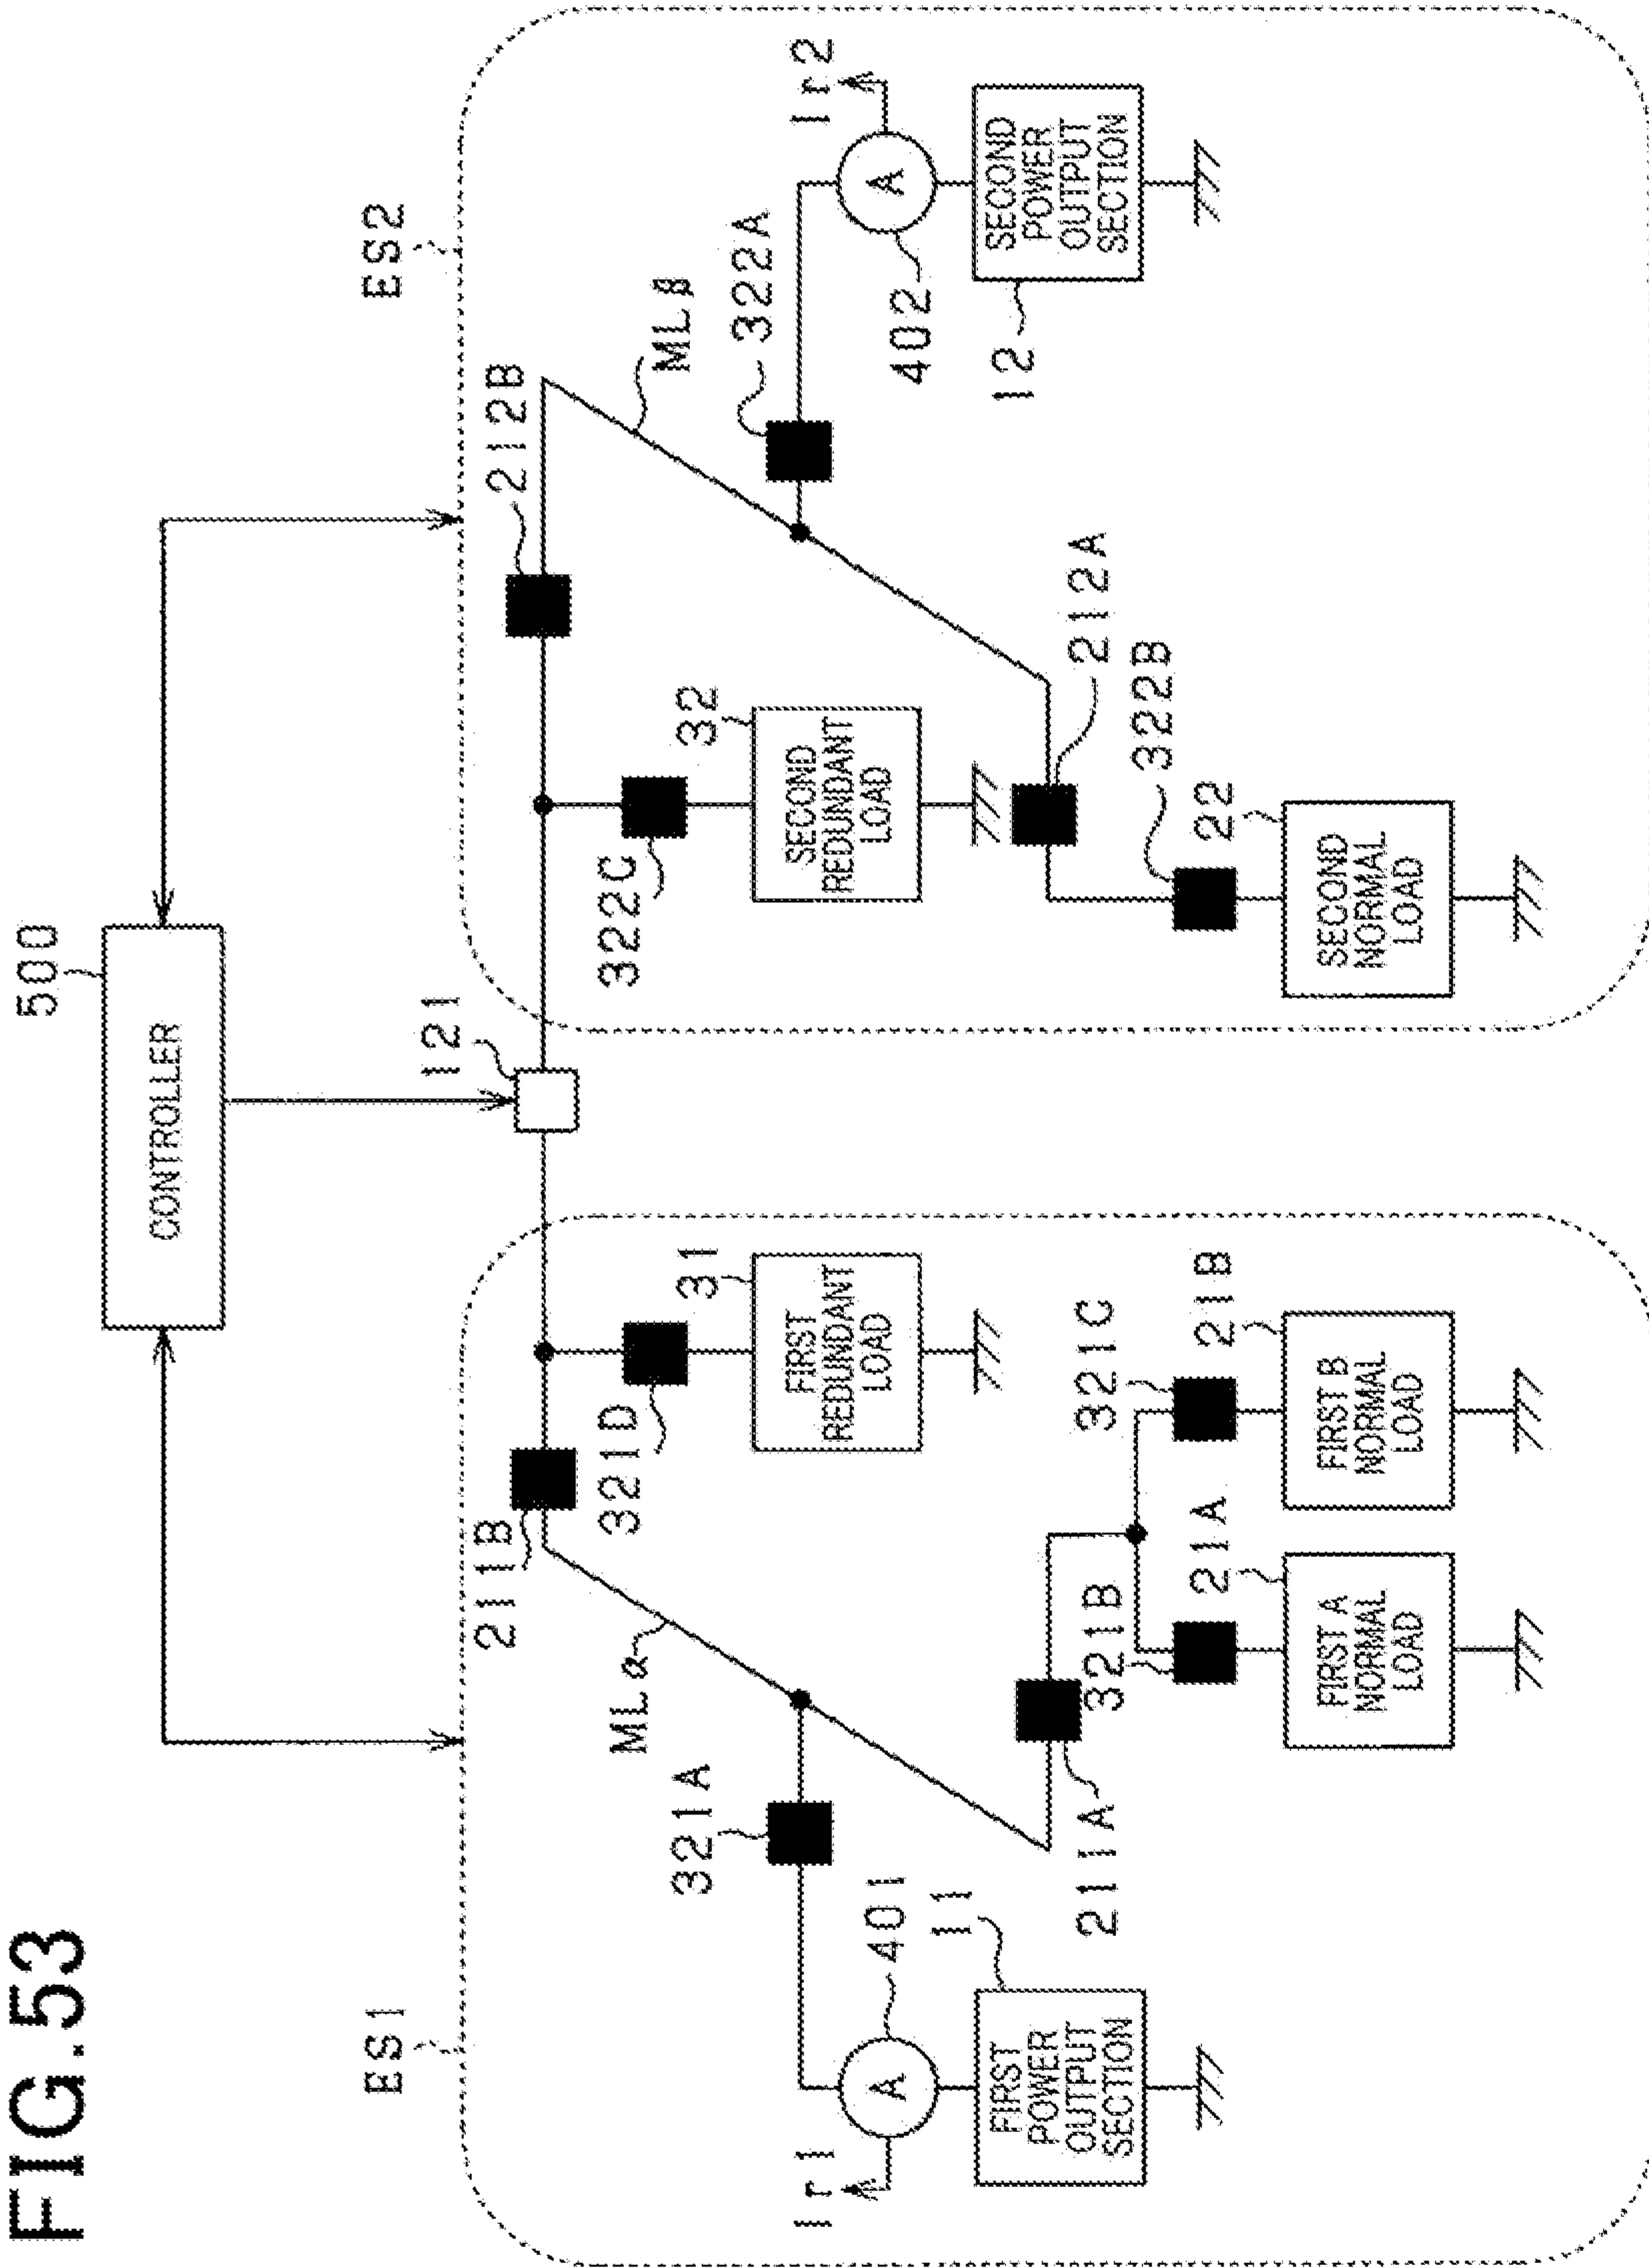 FIG.53
500
CONTROLLER
121
ES1
ES2
211B
212B
MLα
MLβ
321D
31
FIRST
REDUNDANT
LOAD
322C
32
SECOND
REDUNDANT
LOAD
321A
322A
Ir1
A
401
11
FIRST
POWER
OUTPUT
SECTION
Ir2
A
402
12
SECOND
POWER
OUTPUT
SECTION
211A
212A
321B
21A
FIRST A
NORMAL
LOAD
321C
21B
FIRST B
NORMAL
LOAD
322B
22
SECOND
NORMAL
LOAD